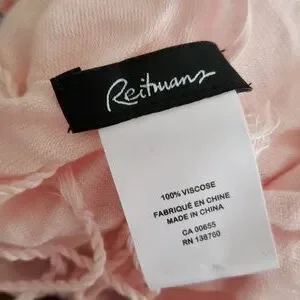 Reitmans
100% VISCOSE
FABRIQUÉ EN CHINE
MADE IN CHINA
CA 00655
RN 138760